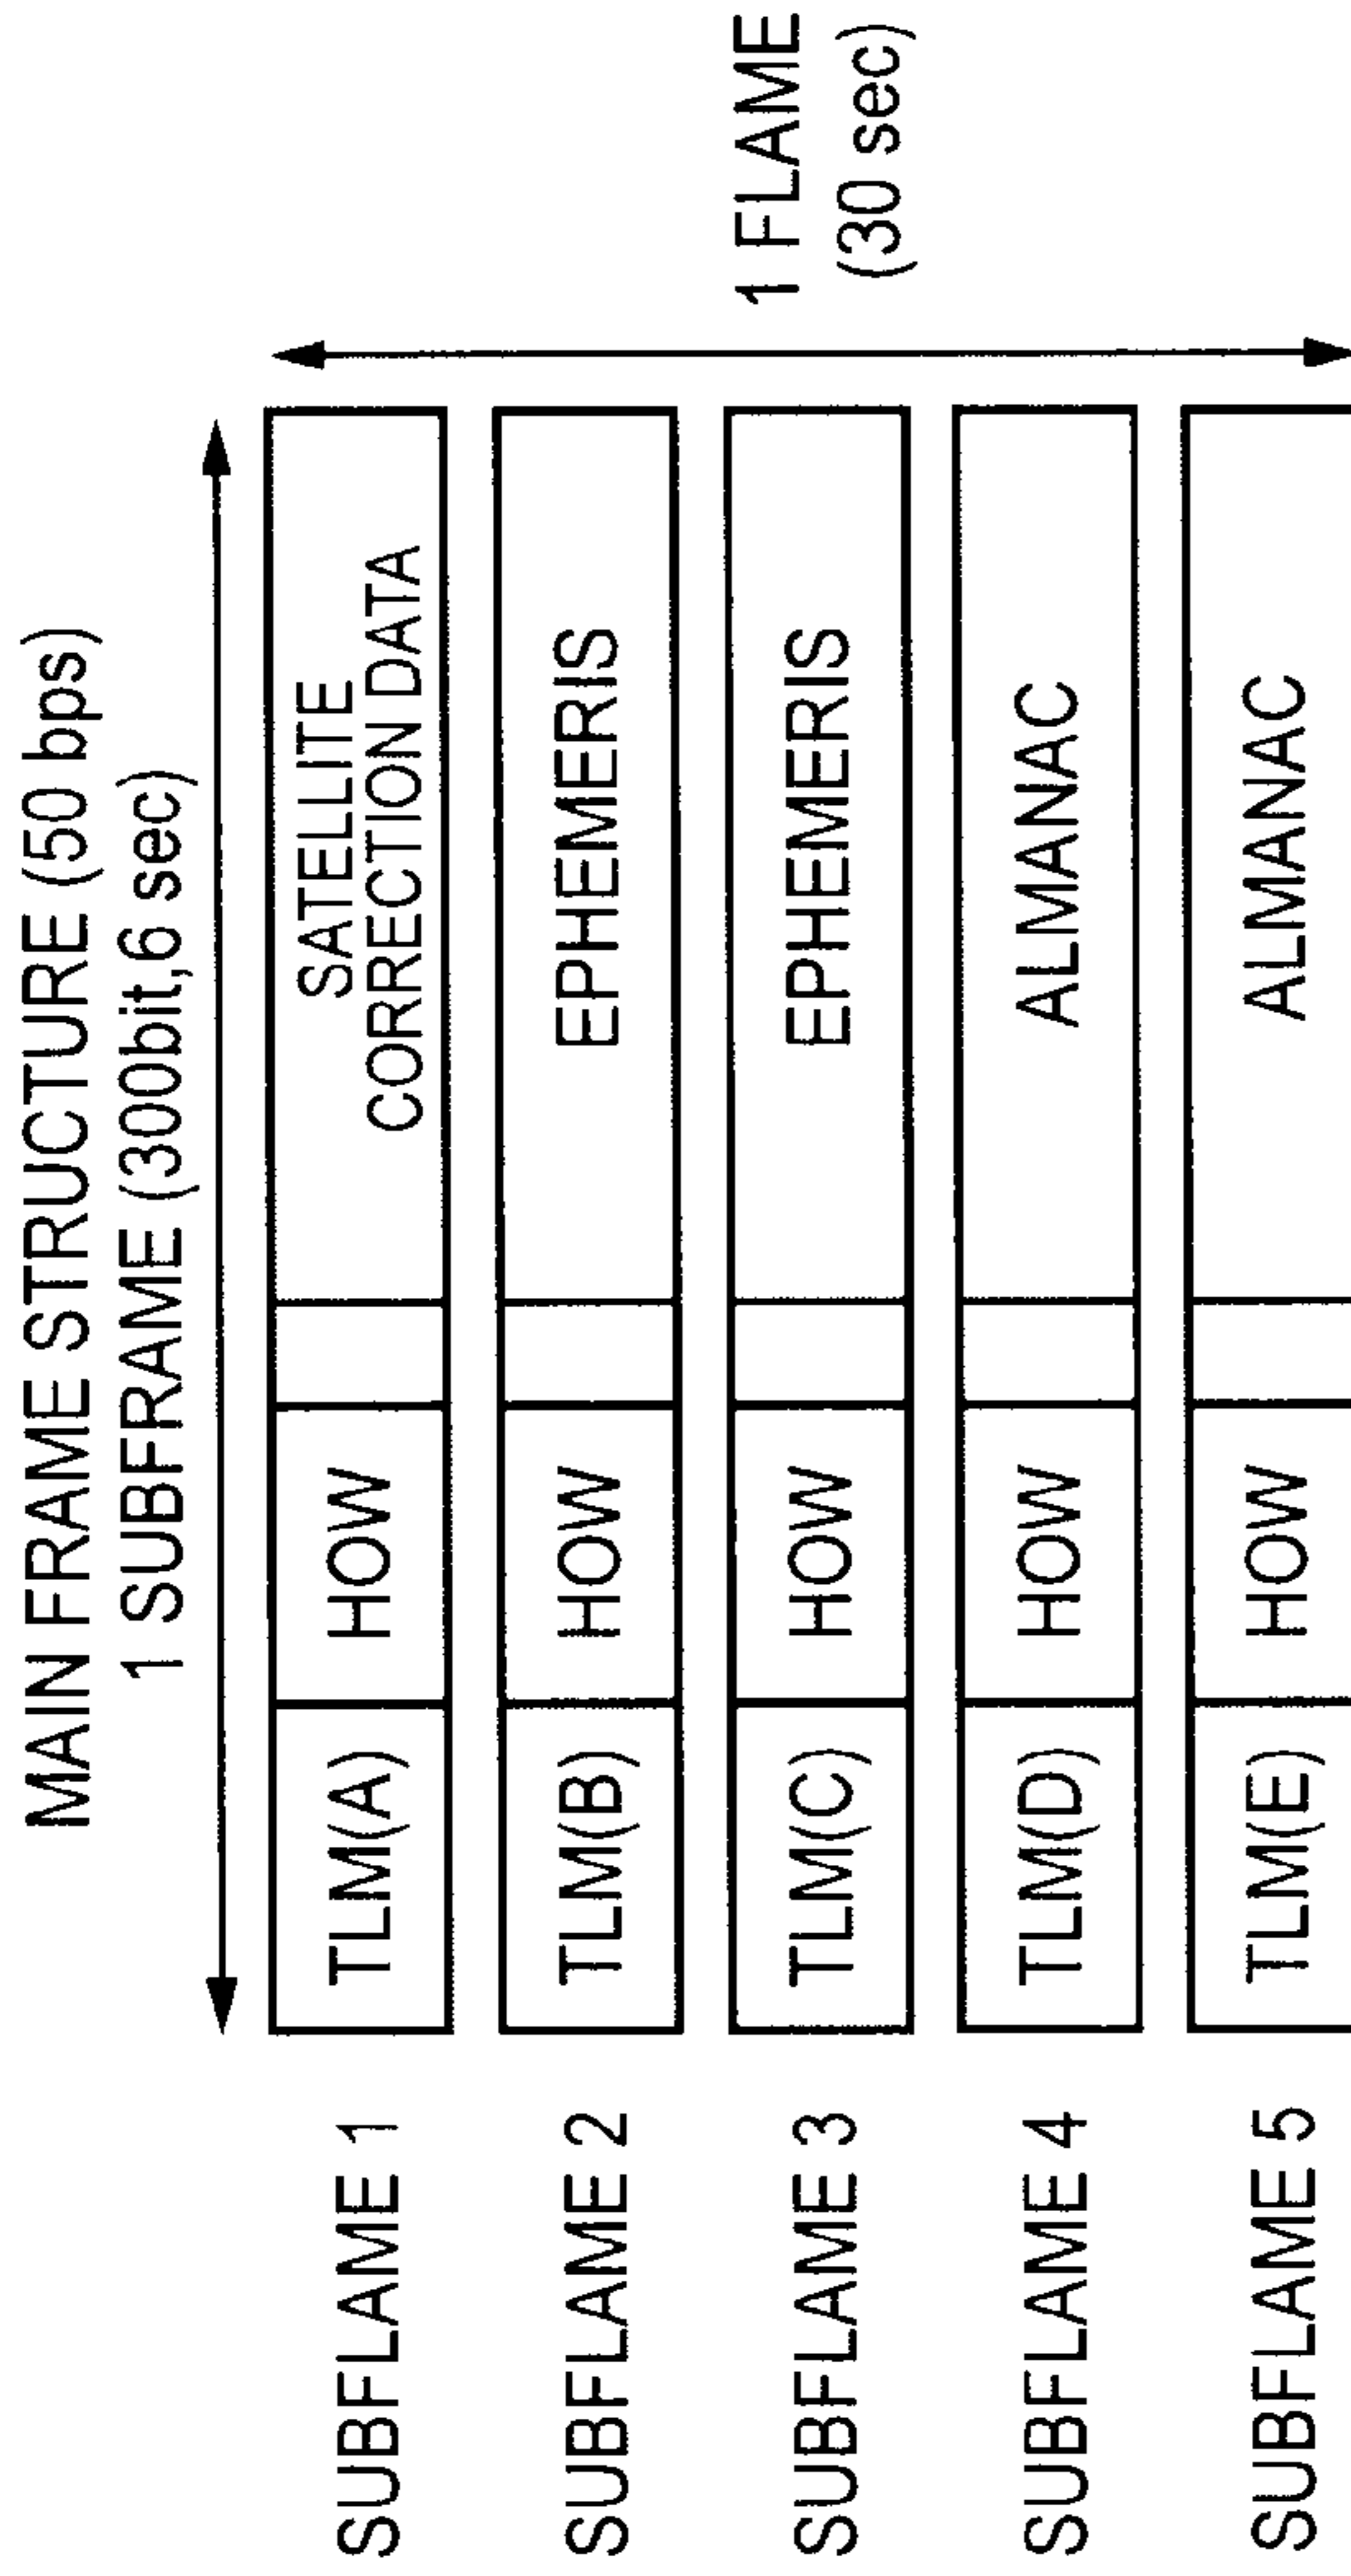 MAIN FRAME STRUCTURE (50 bps)
1 SUBFRAME (300bit,6 sec)
SUBFLAME 1
TLM(A)
HOW
SATELLITE
CORRECTION DATA
SUBFLAME 2
TLM(B)
HOW
EPHEMERIS
SUBFLAME 3
TLM(C)
HOW
EPHEMERIS
SUBFLAME 4
TLM(D)
HOW
ALMANAC
SUBFLAME 5
TLM(E)
HOW
ALMANAC
1 FLAME
(30 sec)